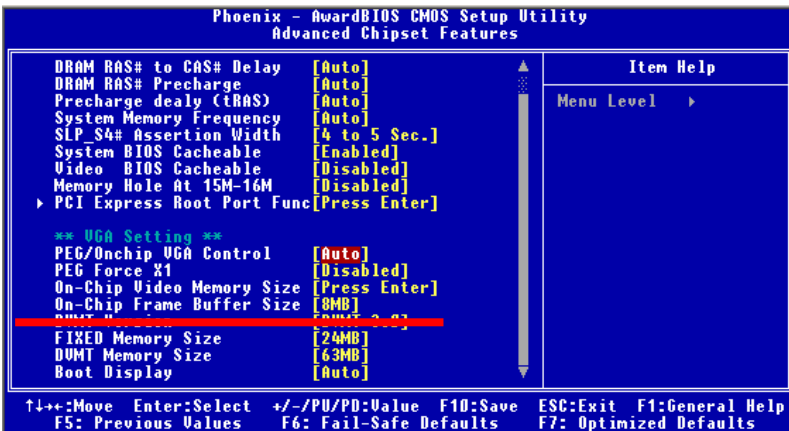 Phoenix - AwardBIOS CMOS Setup Utility
Advanced Chipset Features
DRAM RAS# to CAS# Delay [Auto]
DRAM RAS# Precharge [Auto]
Precharge dealy (tRAS) [Auto]
System Memory Frequency [Auto]
SLP_S4# Assertion Width [4 to 5 Sec.]
System BIOS Cacheable [Enabled]
Video BIOS Cacheable [Disabled]
Memory Hole At 15M-16M [Disabled]
▸ PCI Express Root Port Func[Press Enter]
** VGA Setting **
PEG/Onchip VGA Control [Auto]
PEG Force X1 [Disabled]
On-Chip Video Memory Size [Press Enter]
On-Chip Frame Buffer Size [8MB]
FIXED Memory Size [24MB]
DVMT Memory Size [63MB]
Boot Display [Auto]
Item Help
Menu Level ▸
↑↓→←:Move Enter:Select +/-/PU/PD:Value F10:Save ESC:Exit F1:General Help
F5: Previous Values F6: Fail-Safe Defaults F7: Optimized Defaults